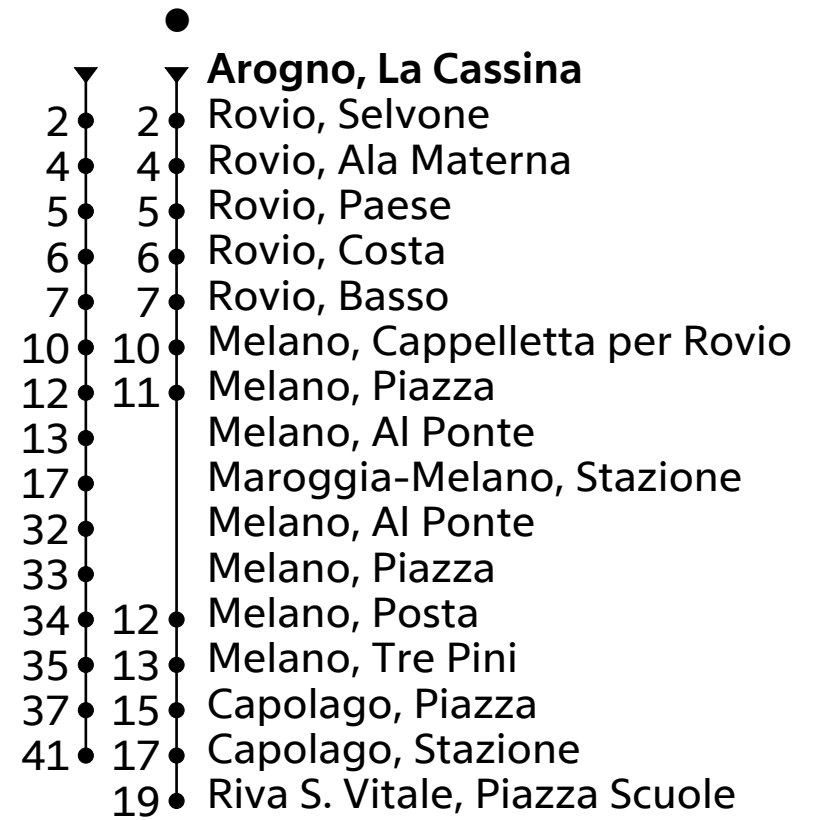 Arogno, La Cassina
2 2 Rovio, Selvone
4 4 Rovio, Ala Materna
5 5 Rovio, Paese
6 6 Rovio, Costa
7 7 Rovio, Basso
10 10 Melano, Cappelletta per Rovio
12 11 Melano, Piazza
13 Melano, Al Ponte
17 Maroggia-Melano, Stazione
32 Melano, Al Ponte
33 Melano, Piazza
34 12 Melano, Posta
35 13 Melano, Tre Pini
37 15 Capolago, Piazza
41 17 Capolago, Stazione
19 Riva S. Vitale, Piazza Scuole